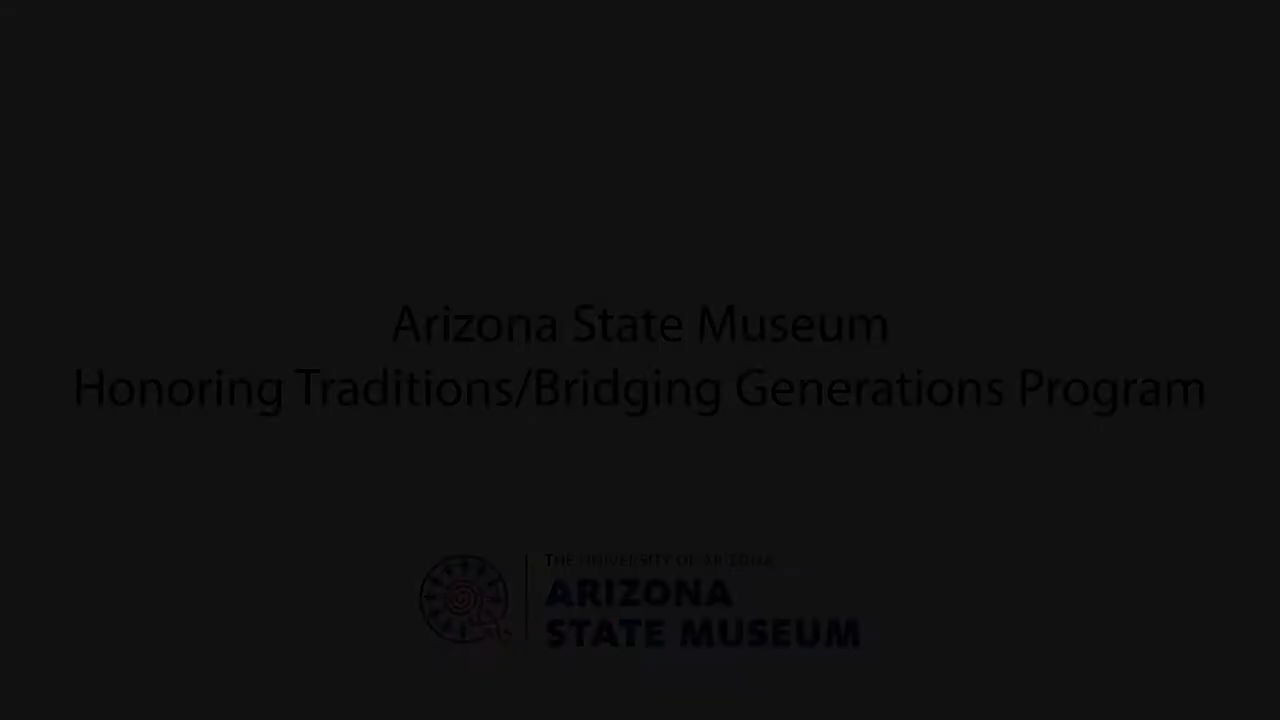 Arizona State Museum
Honoring Traditions/Bridging Generations Program
THE UNIVERSITY OF ARIZONA
ARIZONA
STATE MUSEUM